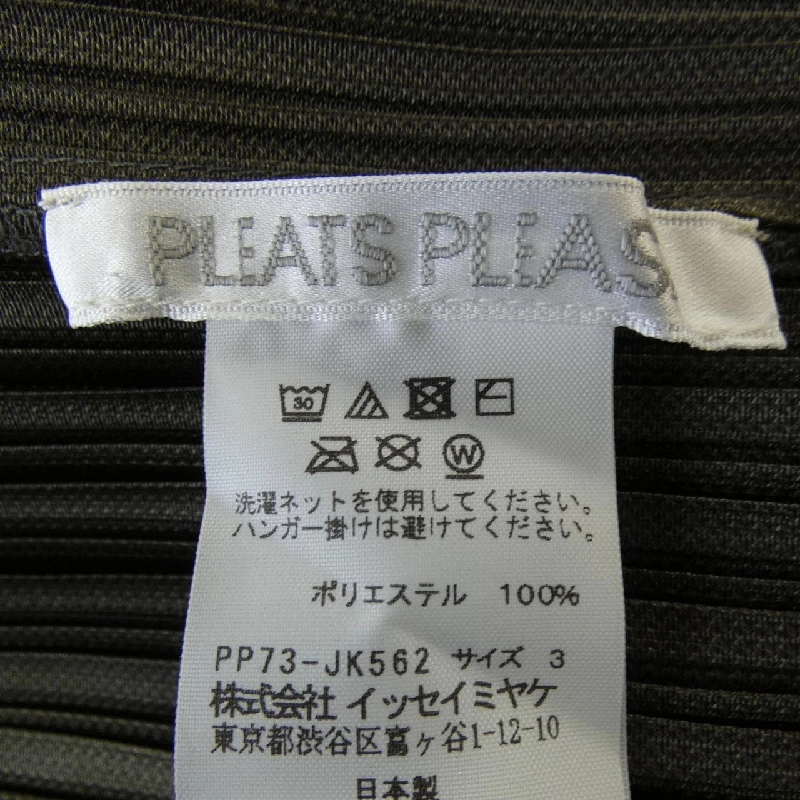 PLEATS PLEAS
30
W
洗濯ネットを使用してください。
ハンガー掛けは避けてください。
ポリエステル 100%
PP73-JK562 サイズ 3
株式会社 イッセイミヤケ
東京都渋谷区富ヶ谷1-12-10
日本製